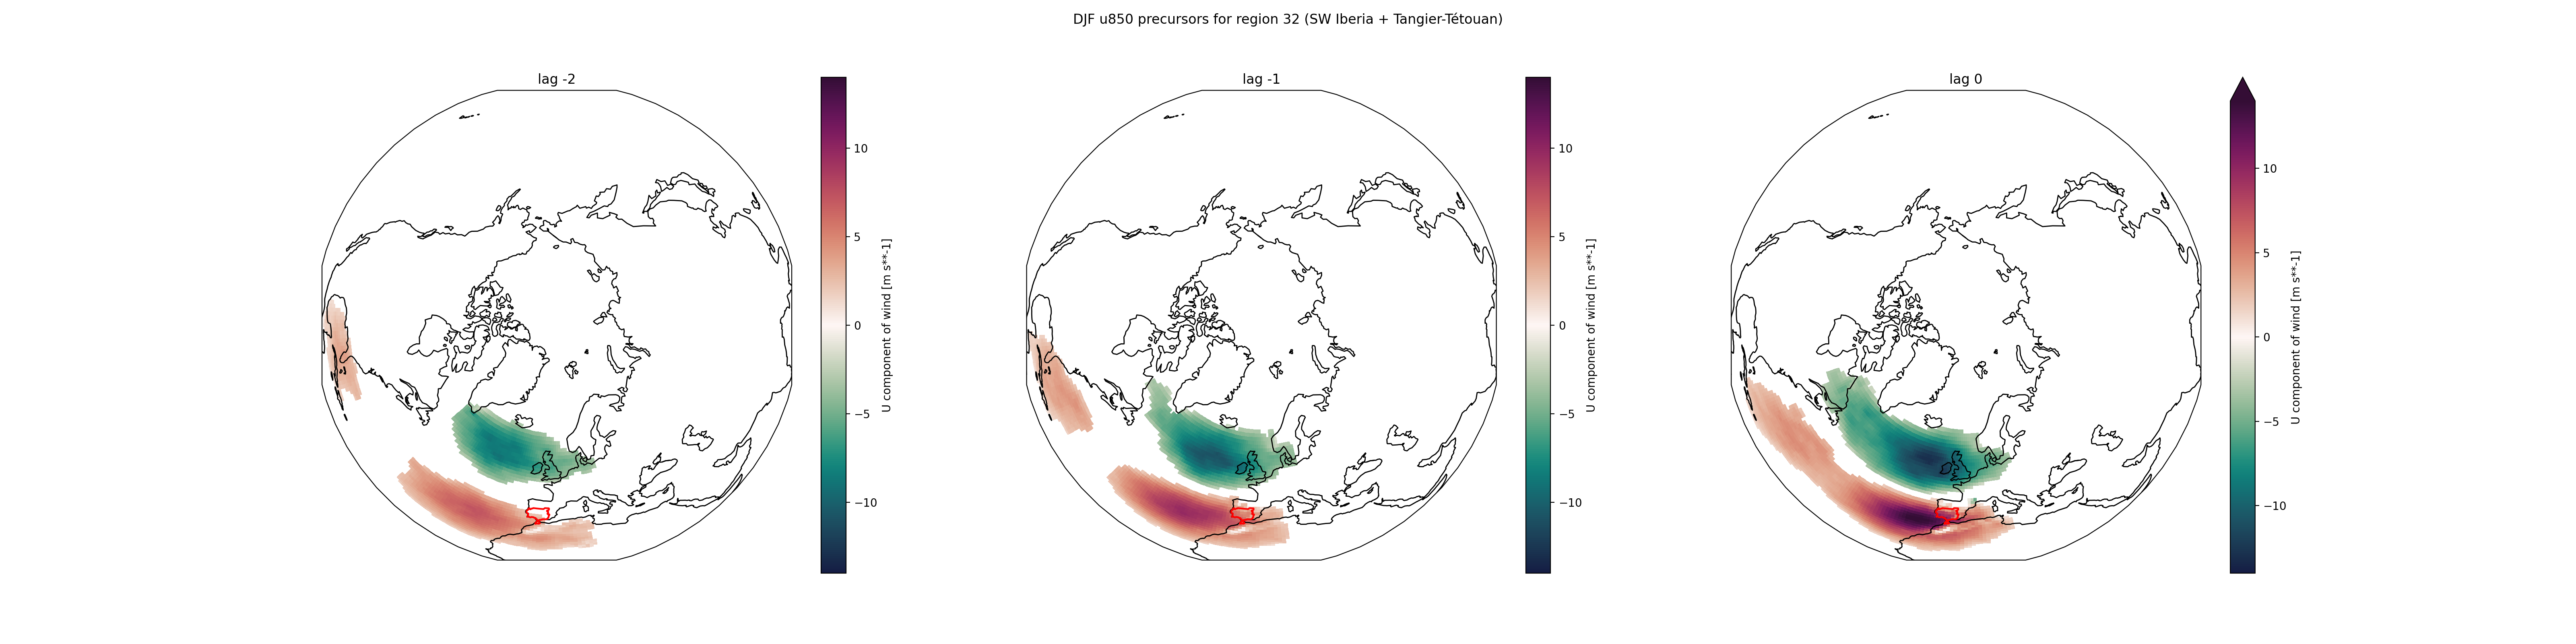 DJF u850 precursors for region 32 (SW Iberia + Tangier-Tétouan)
lag -2
10
5
0
−5
−10
U component of wind [m s**-1]
lag -1
10
5
0
−5
−10
U component of wind [m s**-1]
lag 0
10
5
0
−5
−10
U component of wind [m s**-1]